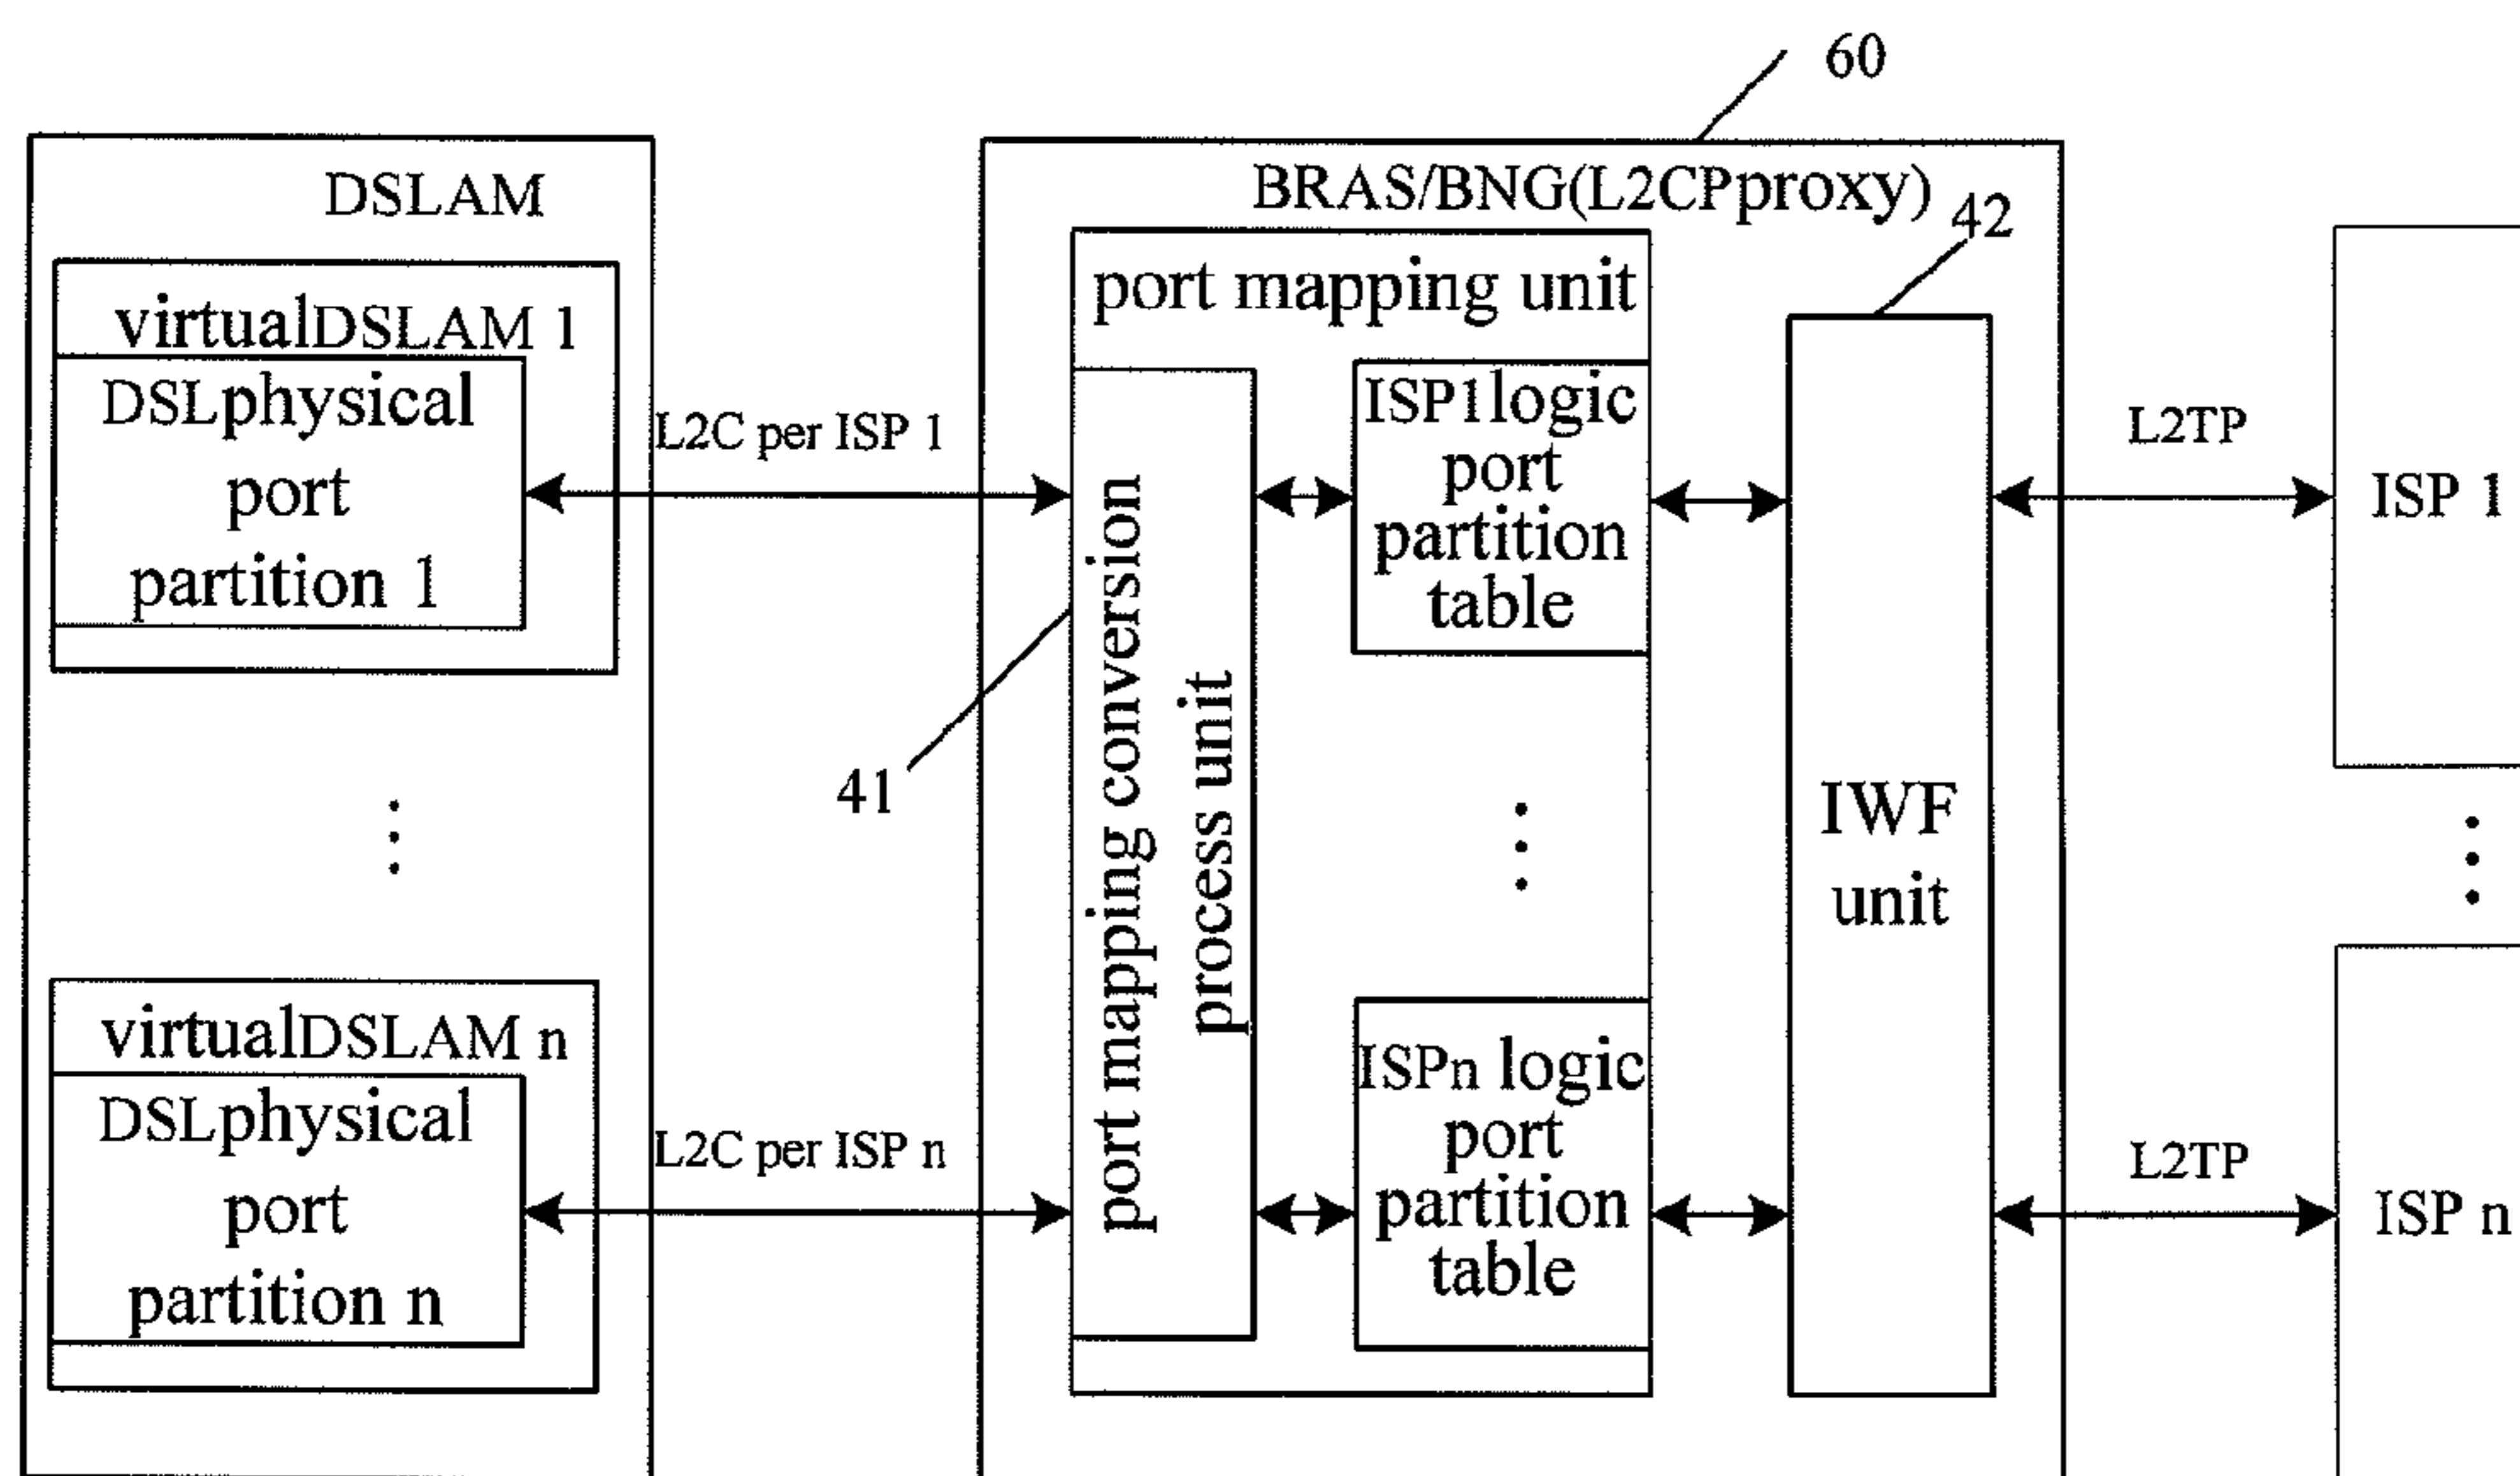 60
DSLAM
BRAS/BNG(L2CPproxy)
42
port mapping unit
virtualDSLAM 1
DSLphysical
port
partition 1
L2C per ISP 1
ISP1logic
port
partition
table
L2TP
ISP 1
41
port mapping conversion
process unit
IWF
unit
virtualDSLAM n
DSLphysical
port
partition n
L2C per ISP n
ISPn logic
port
partition
table
L2TP
ISP n